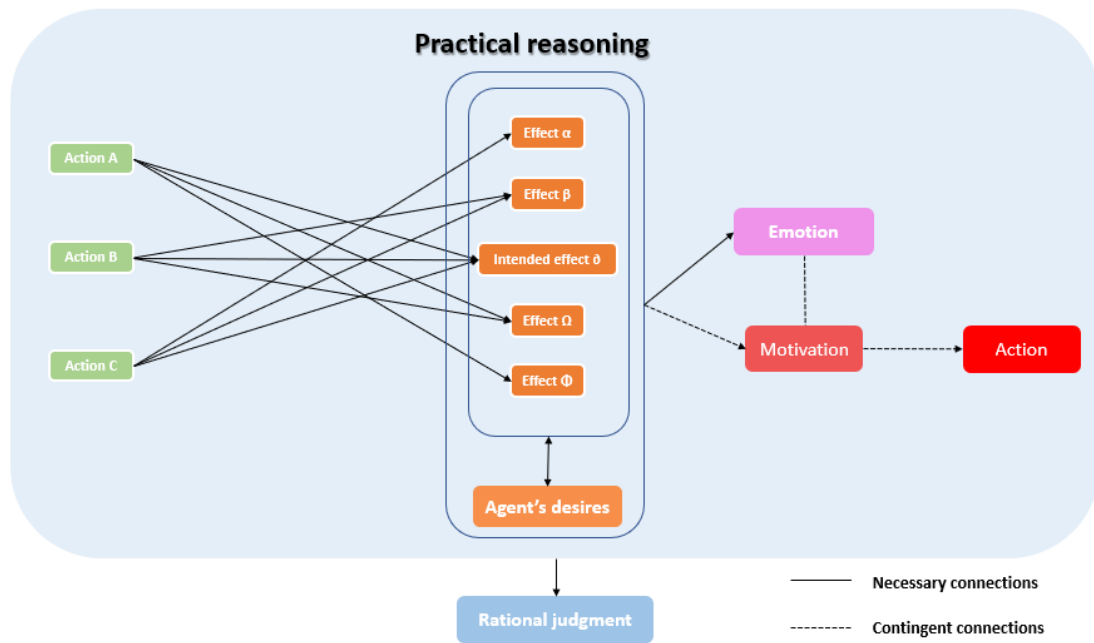 Practical reasoning
Action A
Action B
Action C
Effect α
Effect β
Intended effect ∂
Effect Ω
Effect Φ
Agent’s desires
Emotion
Motivation
Action
Rational judgment
Necessary connections
Contingent connections